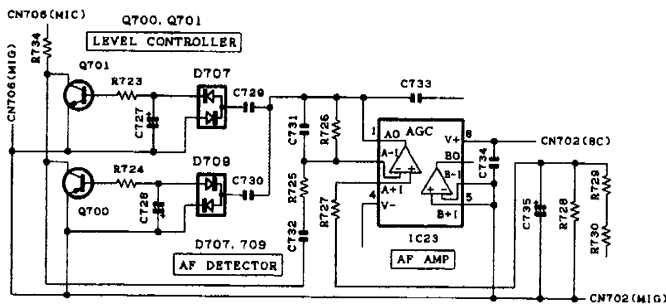 CN706(MIC)
Q700, Q701
LEVEL CONTROLLER
R734
CN706(MIG)
Q701
R723
C727
D707
C729
C733
C731
R726
1
AO
AGC
V+
8
CN702(8C)
A-I
BO
C734
Q700
R724
C728
D709
C730
R725
R727
A+I
B-I
4
V-
B+I
5
C735
R728
R729
R730
C732
IC23
AF AMP
D707, 709
AF DETECTOR
CN702(MIG)